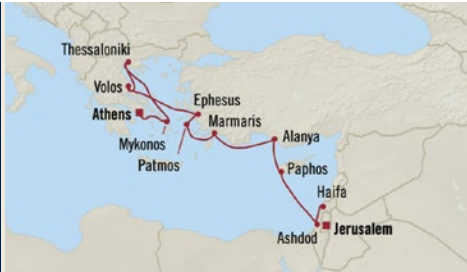 Thessaloniki
Volos
Ephesus
Athens
Marmaris
Mykonos
Alanya
Patmos
Paphos
Haifa
Jerusalem
Ashdod